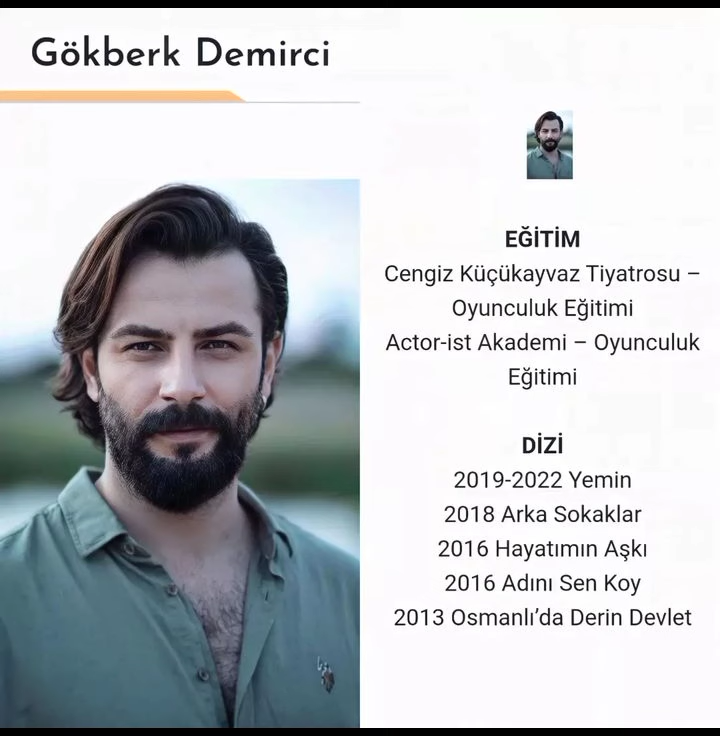 Gökberk Demirci
EĞİTİM
Cengiz Küçükayvaz Tiyatrosu –
Oyunculuk Eğitimi
Actor-ist Akademi – Oyunculuk
Eğitimi
DİZİ
2019-2022 Yemin
2018 Arka Sokaklar
2016 Hayatımın Aşkı
2016 Adını Sen Koy
2013 Osmanlı’da Derin Devlet